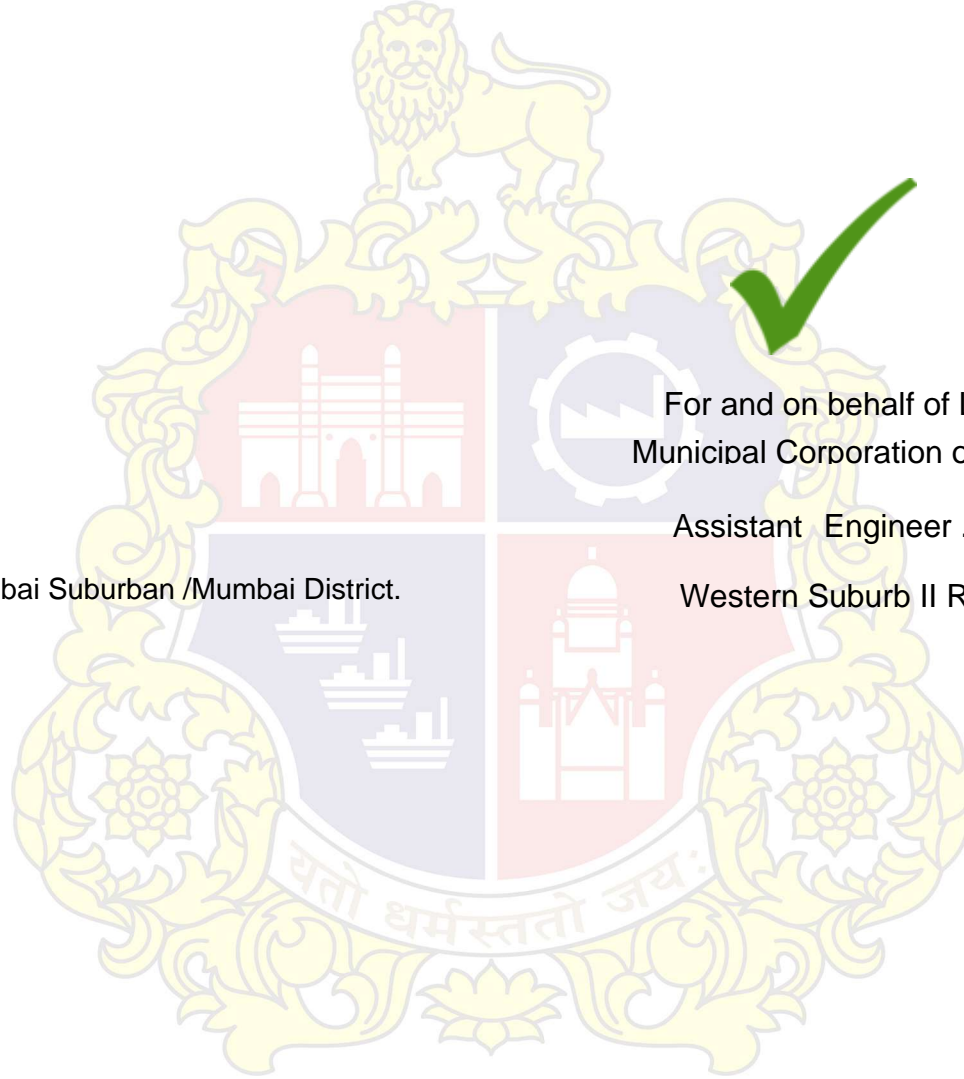 For and on behalf of
Municipal Corporation
Assistant Engineer .
bai Suburban /Mumbai District.
Western Suburb II R
यतो धर्मस्ततो जय: